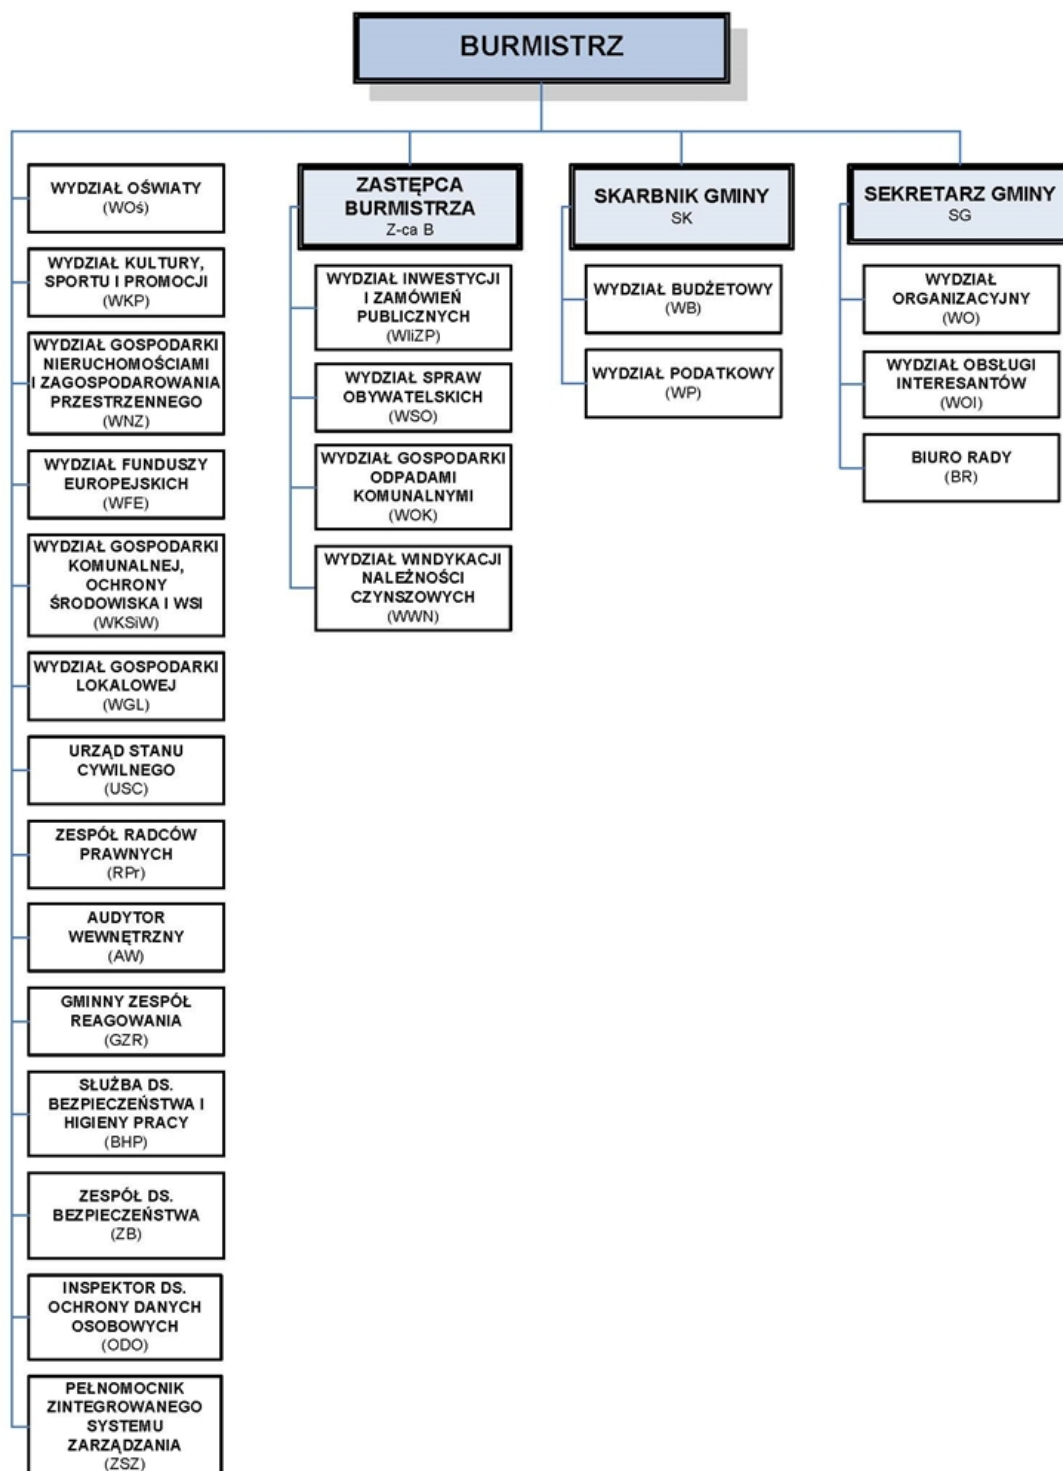 BURMISTRZ
WYDZIAŁ OŚWIATY
(WOś)
WYDZIAŁ KULTURY,
SPORTU I PROMOCJI
(WKP)
WYDZIAŁ GOSPODARKI
NIERUCHOMOŚCIAMI
I ZAGOSPODAROWANIA
PRZESTRZENNEGO
(WNZ)
WYDZIAŁ FUNDUSZY
EUROPEJSKICH
(WFE)
WYDZIAŁ GOSPODARKI
KOMUNALNEJ,
OCHRONY
ŚRODOWISKA I WSI
(WKSiW)
WYDZIAŁ GOSPODARKI
LOKALOWEJ
(WGL)
URZĄD STANU
CYWILNEGO
(USC)
ZESPÓŁ RADCÓW
PRAWNYCH
(RPr)
AUDYTOR
WEWNĘTRZNY
(AW)
GMINNY ZESPÓŁ
REAGOWANIA
(GZR)
SŁUŻBA DS.
BEZPIECZEŃSTWA I
HIGIENY PRACY
(BHP)
ZESPÓŁ DS.
BEZPIECZEŃSTWA
(ZB)
INSPEKTOR DS.
OCHRONY DANYCH
OSOBOWYCH
(ODO)
PEŁNOMOCNIK
ZINTEGROWANEGO
SYSTEMU
ZARZĄDZANIA
(ZSZ)
ZASTĘPCA
BURMISTRZA
Z-ca B
WYDZIAŁ INWESTYCJI
I ZAMÓWIEŃ
PUBLICZNYCH
(WIiZP)
WYDZIAŁ SPRAW
OBYWATELSKICH
(WSO)
WYDZIAŁ GOSPODARKI
ODPADAMI
KOMUNALNYMI
(WOK)
WYDZIAŁ WINDYKACJI
NALEŻNOŚCI
CZYNSZOWYCH
(WWN)
SKARBNIK GMINY
SK
WYDZIAŁ BUDŻETOWY
(WB)
WYDZIAŁ PODATKOWY
(WP)
SEKRETARZ GMINY
SG
WYDZIAŁ
ORGANIZACYJNY
(WO)
WYDZIAŁ OBSŁUGI
INTERESANTÓW
(WOI)
BIURO RADY
(BR)